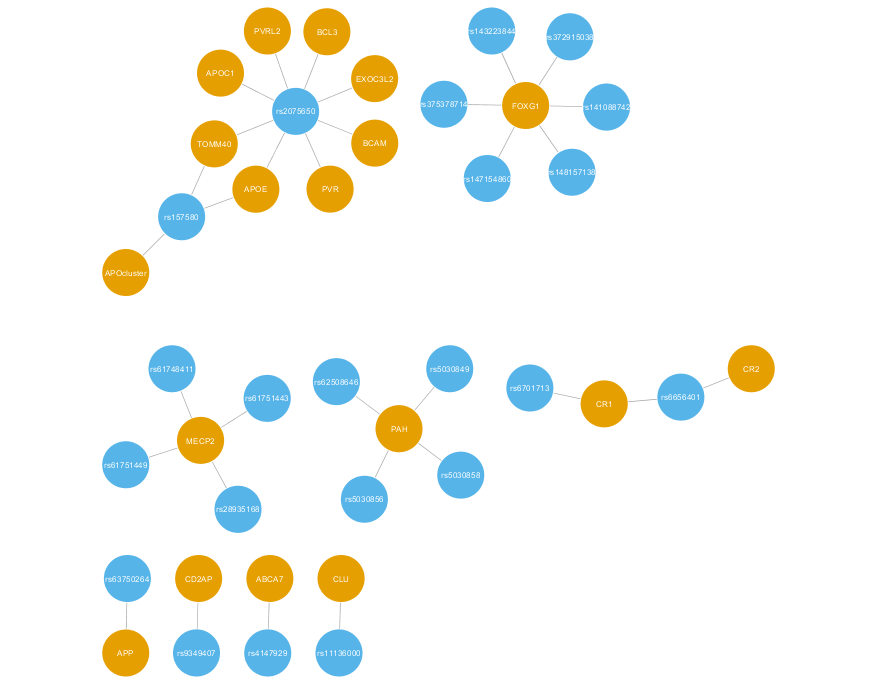 PVRL2
BCL3
APOC1
EXOC3L2
rs2075650
TOMM40
BCAM
APOE
PVR
rs157580
APOcluster
rs143223844
rs372915038
rs375378714
FOXG1
rs141088742
rs147154860
rs148157138
rs61748411
rs61751443
MECP2
rs61751449
rs28935168
rs62508646
rs5030849
PAH
rs5030858
rs5030856
rs6701713
CR1
rs6656401
CR2
rs63750264
CD2AP
ABCA7
CLU
APP
rs9349407
rs4147929
rs11136000